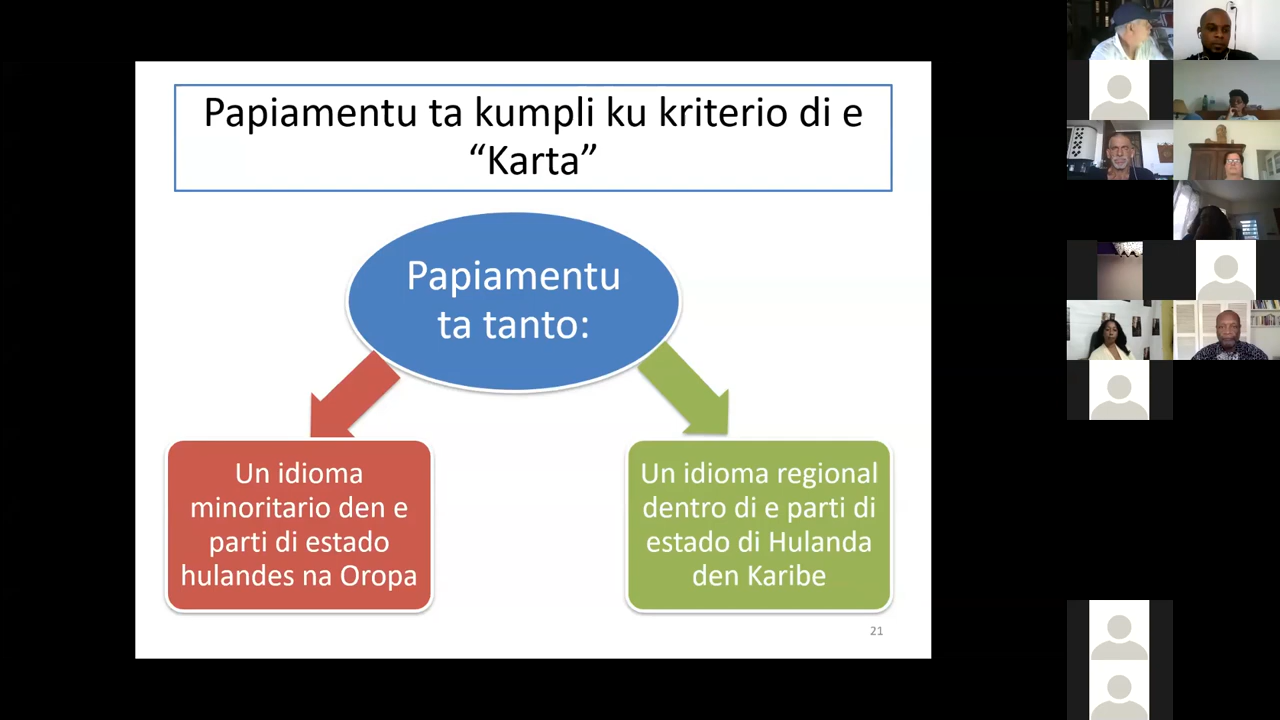 Papiamentu ta kumpli ku kriterio di e
“Karta”
Papiamentu
ta tanto:
Un idioma
minoritario den e
parti di estado
hulandes na Oropa
Un idioma regional
dentro di e parti di
estado di Hulanda
den Karibe
21